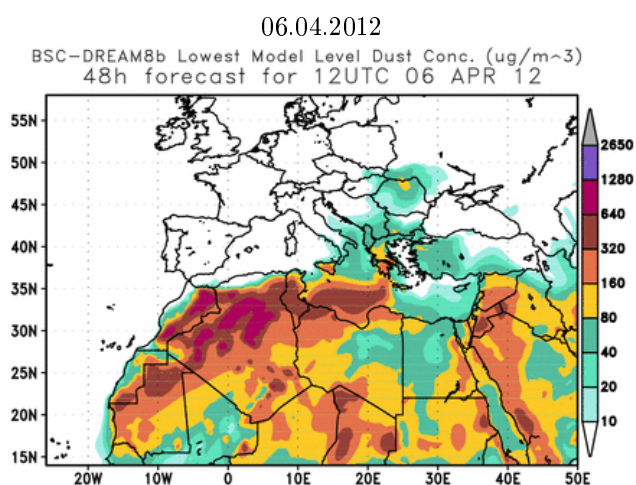 06.04.2012
BSC-DREAM8b Lowest Model Level Dust Conc. (ug/m^3)
48h forecast for 12UTC 06 APR 12
55N
50N
45N
40N
35N
30N
25N
20N
15N
20W 10W 0 10E 20E 30E 40E 50E
2650
1280
640
320
160
80
40
20
10